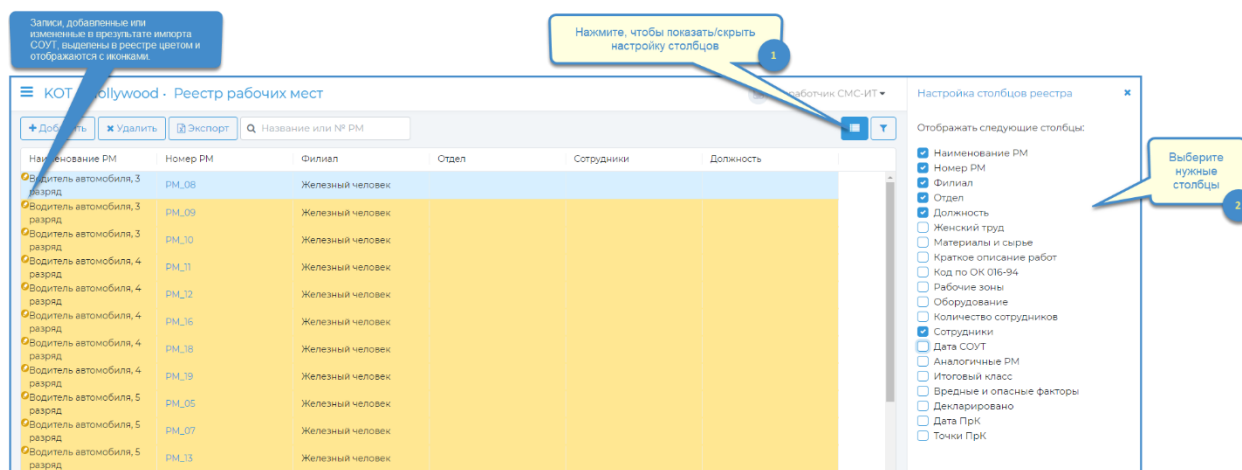 Записи, добавленные или
измененные в врезультате импорта
СОУТ, выделены в реестре цветом и
отображаются с иконками.
Нажмите, чтобы показать/скрыть
настройку столбцов
1
КОТ
ollywood · Реестр рабочих мест
работчик СМС-ИТ
Настройка столбцов реестра
Доб ть
Удалить
Экспорт
Название или № РМ
Отображать следующие столбцы:
Наименование РМ
Номер РМ
Филиал
Отдел
Должность
Женский труд
Материалы и сырье
Краткое описание работ
Код по ОК 016-94
Рабочие зоны
Оборудование
Количество сотрудников
Сотрудники
Дата СОУТ
Аналогичные РМ
Итоговый класс
Вредные и опасные факторы
Декларировано
Дата ПрК
Точки ПрК
Выберите
нужные
столбцы
2
На енование РМ Номер РМ Филиал Отдел Сотрудники Должность
Водитель автомобиля, 3
разряд
РМ_08 Железный человек
Водитель автомобиля, 3
разряд
РМ_09 Железный человек
Водитель автомобиля, 3
разряд
РМ_10 Железный человек
Водитель автомобиля, 4
разряд
РМ_11 Железный человек
Водитель автомобиля, 4
разряд
РМ_12 Железный человек
Водитель автомобиля, 4
разряд
РМ_16 Железный человек
Водитель автомобиля, 4
разряд
РМ_18 Железный человек
Водитель автомобиля, 4
разряд
РМ_19 Железный человек
Водитель автомобиля, 5
разряд
РМ_05 Железный человек
Водитель автомобиля, 5
разряд
РМ_07 Железный человек
Водитель автомобиля, 5
разряд
РМ_13 Железный человек